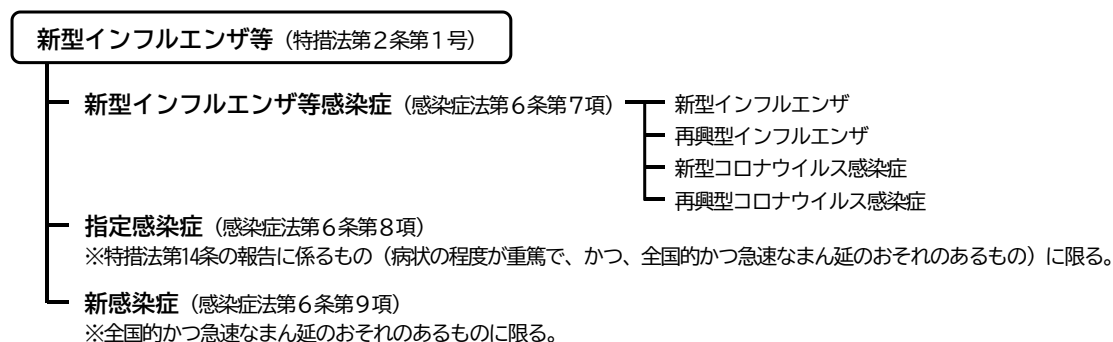 新型インフルエンザ等（特措法第２条第１号）
新型インフルエンザ等感染症（感染症法第６条第７項）
新型インフルエンザ
再興型インフルエンザ
新型コロナウイルス感染症
再興型コロナウイルス感染症
指定感染症（感染症法第６条第８項）
※特措法第14条の報告に係るもの（病状の程度が重篤で、かつ、全国的かつ急速なまん延のおそれのあるもの）に限る。
新感染症（感染症法第６条第９項）
※全国的かつ急速なまん延のおそれのあるものに限る。